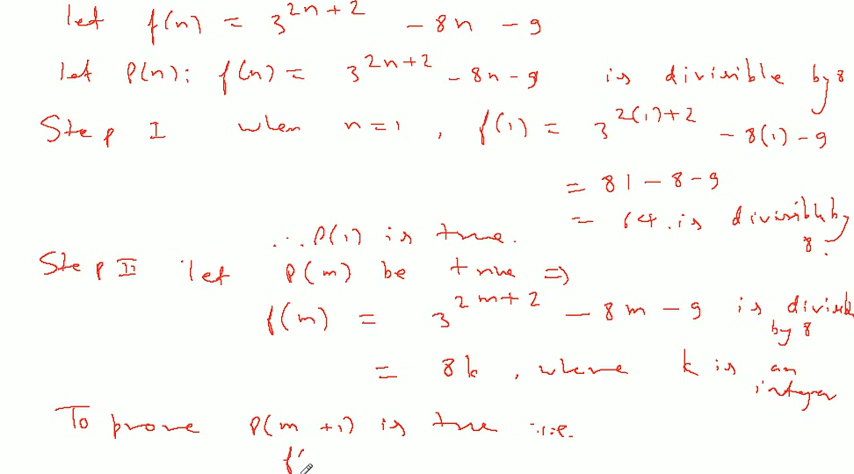 let f(n) = 3^{2n+2} - 8n - 9
let P(n): f(n) = 3^{2n+2} - 8n - 9 is divisible by 8
Step I when n=1, f(1) = 3^{2(1)+2} - 8(1) - 9
= 81 - 8 - 9
= 64. is divisible by 8.
∴ P(1) is true.
Step II let P(m) be true ⇒
f(m) = 3^{2m+2} - 8m - 9 is divisible by 8
= 8k, where k is an integer
To prove P(m+1) is true i.e.
f